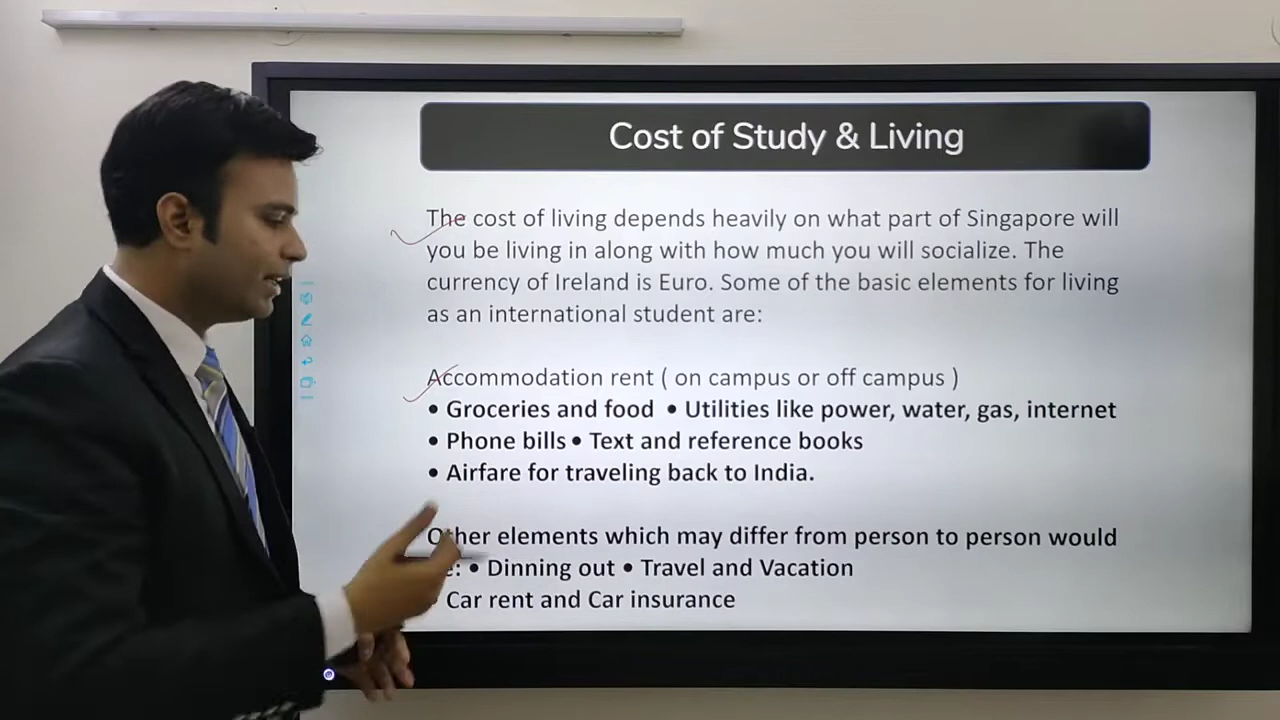 Cost of Study & Living
The cost of living depends heavily on what part of Singapore will
you be living in along with how much you will socialize. The
currency of Ireland is Euro. Some of the basic elements for living
as an international student are:
Accommodation rent ( on campus or off campus )
• Groceries and food • Utilities like power, water, gas, internet
• Phone bills • Text and reference books
• Airfare for traveling back to India.
Other elements which may differ from person to person would
• Dinning out • Travel and Vacation
Car rent and Car insurance